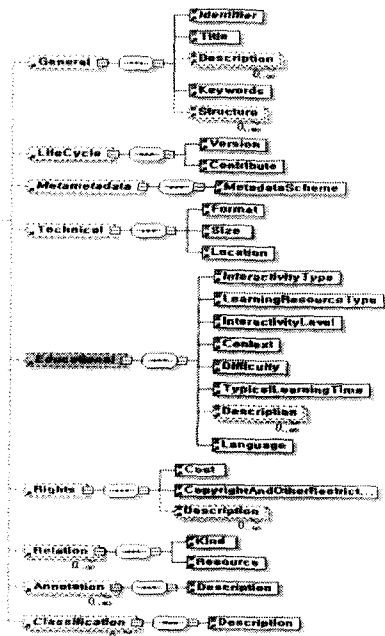 General
Identifier
Title
Description
0..∞
Keywords
Structure
0..∞
LifeCycle
Version
Contribute
Metametadata
MetadataScheme
Technical
Format
Size
Location
Educational
InteractivityType
LearningResourceType
InteractivityLevel
Context
Difficulty
TypicalLearningTime
Description
0..∞
Language
Rights
Cost
CopyrightAndOtherRestrict...
Description
0..∞
Relation
0..∞
Kind
Resource
Annotation
0..∞
Description
Classification
Description